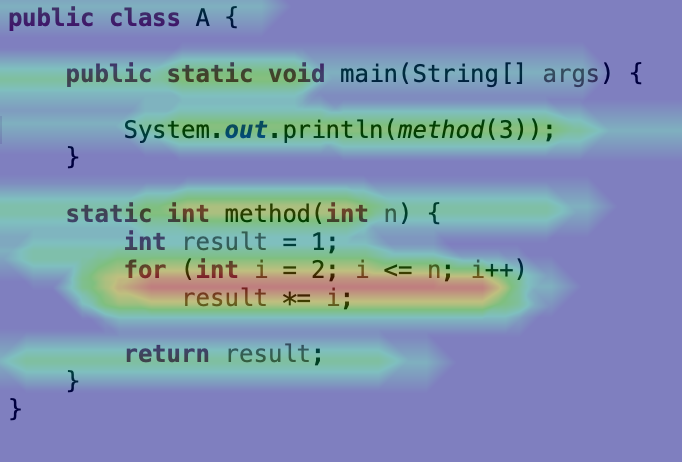 public class A {
public static void main(String[] args) {
System.out.println(method(3));
}
static int method(int n) {
int result = 1;
for (int i = 2; i <= n; i++)
result *= i;
return result;
}
}